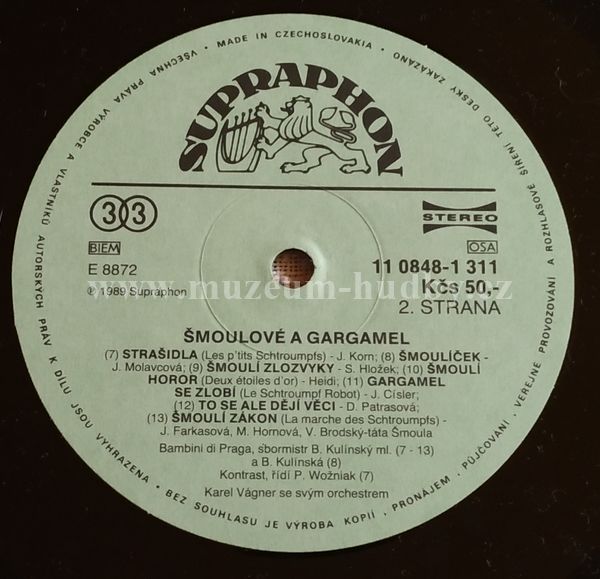 VŠECHNA PRÁVA VÝROBCE A VLASTNÍKŮ AUTORSKÝCH PRÁV K DÍLU JSOU VYHRAZENA • BEZ SOUHLASU JE VÝROBA KOPIÍ, PRONÁJEM, PŮJČOVÁNÍ, VEREJNÉ PROVOZOVÁNÍ A ROZHLASOVÉ ŠÍŘENÍ TÉTO DESKY ZAKÁZÁNO • MADE IN CZECHOSLOVAKIA •
SUPRAPHON
33 STEREO
BIEM OSA
E 8872 11 0848-1 311
℗ 1989 Supraphon Kčs 50,-
www.muzeum-hudby.cz
2. STRANA
ŠMOULOVÉ A GARGAMEL
(7) STRAŠIDLA (Les p'tits Schtroumpfs) - J. Korn; (8) ŠMOULÍČEK -
J. Molavcová; (9) ŠMOULÍ ZLOZVYKY - S. Hložek; (10) ŠMOULÍ
HOROR (Deux étoiles d'or) - Heidi; (11) GARGAMEL
SE ZLOBÍ (Le Schtroumpf Robot) - J. Císler;
(12) TO SE ALE DĚJÍ VĚCI - D. Patrasová;
(13) ŠMOULÍ ZÁKON (La marche des Schtroumpfs) -
J. Farkasová, M. Hornová, V. Brodský-táta Šmoula
Bambini di Praga, sbormistr B. Kulínský ml. (7 - 13)
a B. Kulínská (8)
Kontrast, řídí P. Wożniak (7)
Karel Vágner se svým orchestrem